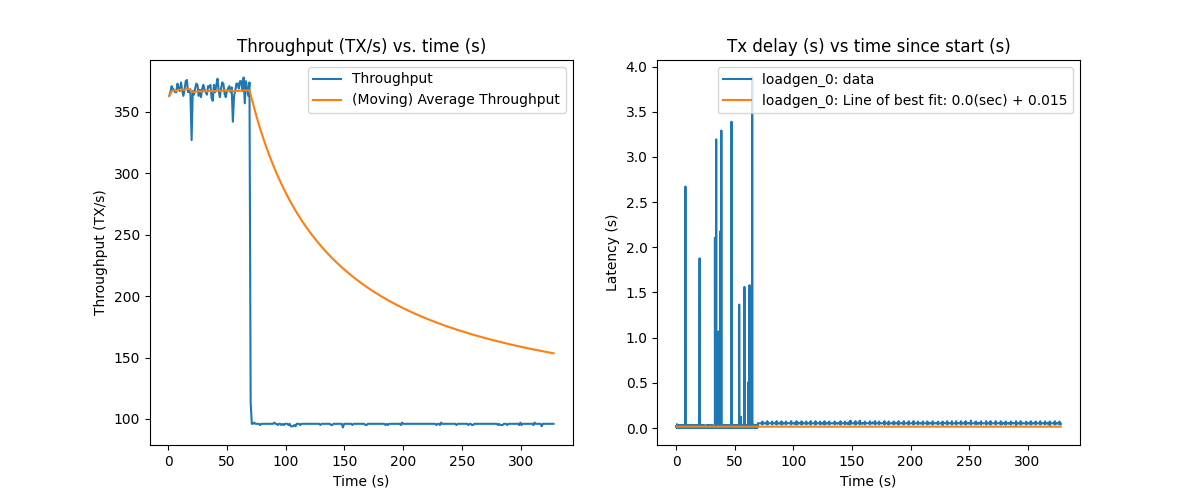 Throughput (TX/s) vs. time (s)
Throughput
(Moving) Average Throughput
350
300
250
200
150
100
Throughput (TX/s)
0
50
100
150
200
250
300
Time (s)
Tx delay (s) vs time since start (s)
loadgen_0: data
loadgen_0: Line of best fit: 0.0(sec) + 0.015
4.0
3.5
3.0
2.5
2.0
1.5
1.0
0.5
0.0
Latency (s)
0
50
100
150
200
250
300
Time (s)